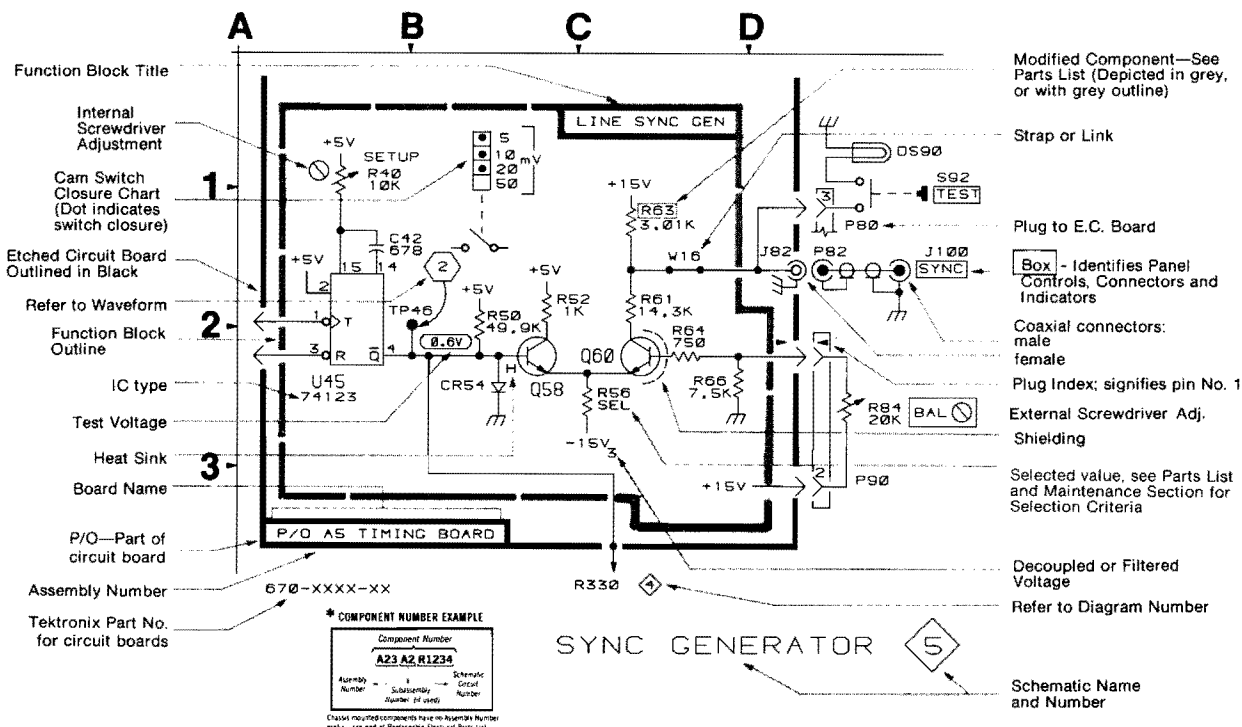 A B C D
Function Block Title
Internal
Screwdriver
Adjustment
1
Cam Switch
Closure Chart
(Dot indicates
switch closure)
Etched Circuit Board
Outlined in Black
Refer to Waveform
2
Function Block
Outline
IC type
Test Voltage
Heat Sink
3
Board Name
P/O—Part of
circuit board
Assembly Number
Tektronix Part No.
for circuit boards
LINE SYNC GEN
+5V
SETUP
R40
10K
5
10
20
50
mV
C42
678
15
14
+5V
2
1
T
3
R
Q
4
U45
74123
2
TP46
0.6V
+5V
R50
49.9K
CR54
H
+5V
R52
1K
Q58
Q60
R56
SEL
-15V
3
+15V
R63
3.01K
W16
R61
14.3K
R64
750
R66
7.5K
+15V
DS90
S92
TEST
3
P80
J82
P82
J100
SYNC
1
R84
20K
BAL
2
P90
P/O A5 TIMING BOARD
670-XXXX-XX
R330
4
Modified Component—See
Parts List (Depicted in grey,
or with grey outline)
Strap or Link
Plug to E.C. Board
Box - Identifies Panel
Controls, Connectors and
Indicators
Coaxial connectors:
male
female
Plug Index; signifies pin No. 1
External Screwdriver Adj.
Shielding
Selected value, see Parts List
and Maintenance Section for
Selection Criteria
Decoupled or Filtered
Voltage
Refer to Diagram Number
SYNC GENERATOR
5
Schematic Name
and Number
* COMPONENT NUMBER EXAMPLE
Component Number
A23 A2 R1234
Assembly
Number
Subassembly
Number (if used)
Schematic
Circuit
Number
Chassis mounted components have no Assembly Number